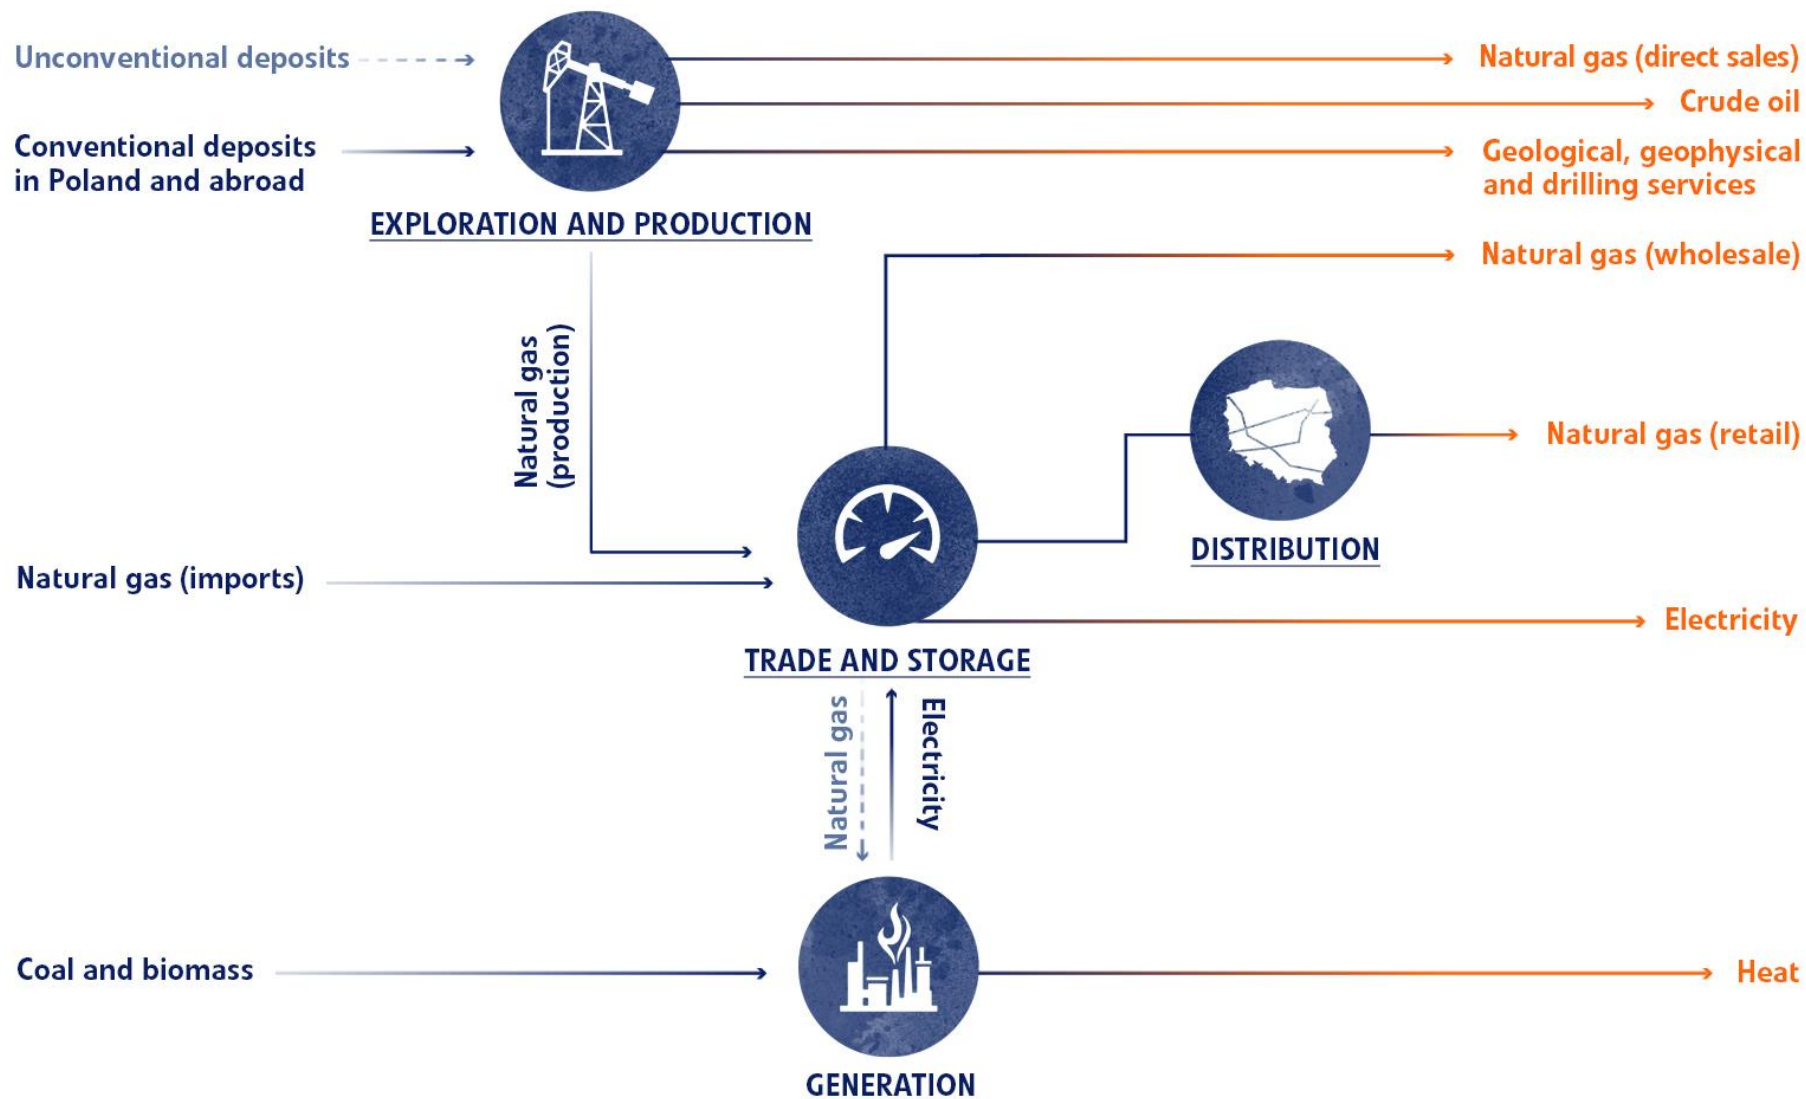 Unconventional deposits
Natural gas (direct sales)
Crude oil
Conventional deposits
in Poland and abroad
Geological, geophysical
and drilling services
EXPLORATION AND PRODUCTION
Natural gas (wholesale)
Natural gas
(production)
Natural gas (retail)
DISTRIBUTION
Natural gas (imports)
Electricity
TRADE AND STORAGE
Natural gas
Electricity
Coal and biomass
Heat
GENERATION